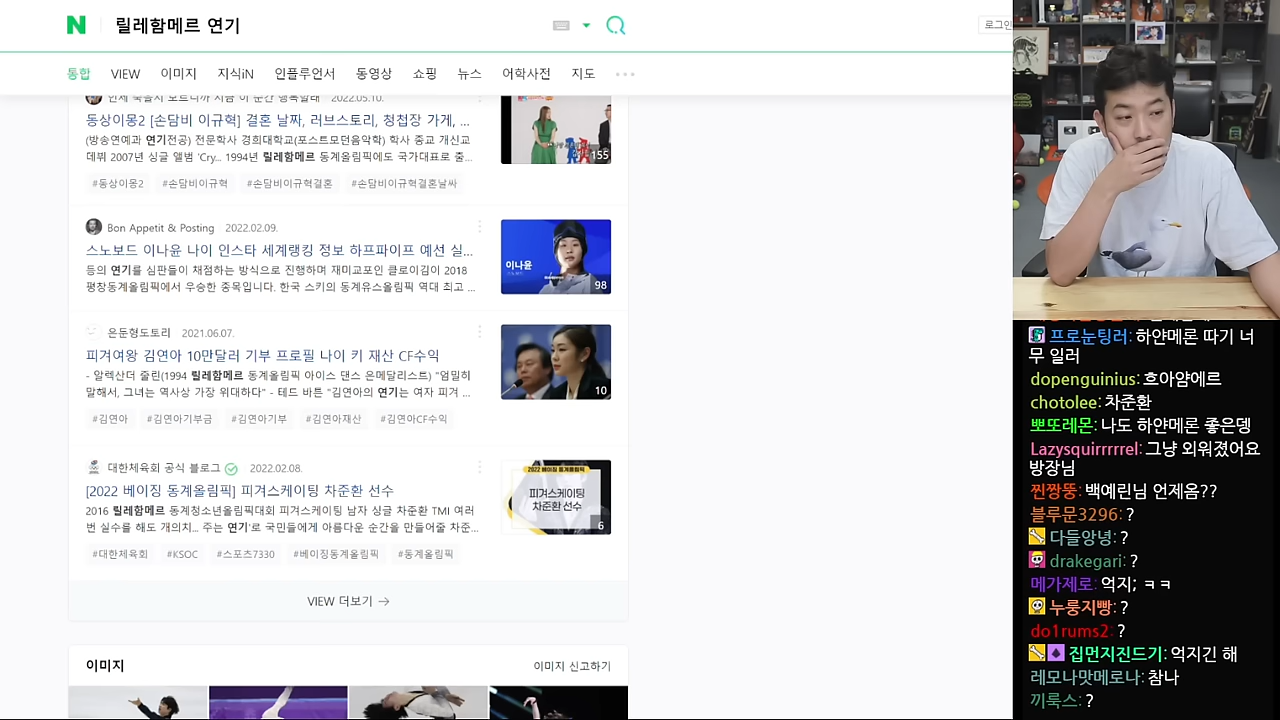 N 릴레함메르 연기
로그인
통합 VIEW 이미지 지식iN 인플루언서 동영상 쇼핑 뉴스 어학사전 지도
2022.05.10.
동상이몽2 [손담비 이규혁] 결혼 날짜, 러브스토리, 청첩장 가게, ...
(방송연예과 연기전공) 전문학사 경희대학교(포스트모던음악학) 학사 종교 개신교
데뷔 2007년 싱글 앨범 'Cry... 1994년 릴레함메르 동계올림픽에도 국가대표로 출...
155
#동상이몽2 #손담비이규혁 #손담비이규혁결혼 #손담비이규혁결혼날짜
Bon Appetit & Posting 2022.02.09.
스노보드 이나윤 나이 인스타 세계랭킹 정보 하프파이프 예선 실...
등의 연기를 심판들이 채점하는 방식으로 진행하며 재미교포인 클로이김이 2018
평창동계올림픽에서 우승한 종목입니다. 한국 스키의 동계유스올림픽 역대 최고 ...
이나윤
98
은둔형도토리 2021.06.07.
피겨여왕 김연아 10만달러 기부 프로필 나이 키 재산 CF수익
- 알렉산더 줄린(1994 릴레함메르 동계올림픽 아이스 댄스 은메달리스트) "엄밀히
말해서, 그녀는 역사상 가장 위대하다" - 테드 바튼 "김연아의 연기는 여자 피겨 ...
10
#김연아 #김연아기부금 #김연아기부 #김연아재산 #김연아CF수익
대한체육회 공식 블로그 2022.02.08.
[2022 베이징 동계올림픽] 피겨스케이팅 차준환 선수
2016 릴레함메르 동계청소년올림픽대회 피겨스케이팅 남자 싱글 차준환 TMI 여러
번 실수를 해도 개의치... 주는 연기'로 국민들에게 아름다운 순간을 만들어줄 차준...
2022 베이징 동계올림픽
피겨스케이팅
차준환 선수
6
#대한체육회 #KSOC #스포츠7330 #베이징동계올림픽 #동계올림픽
VIEW 더보기 →
이미지
이미지 신고하기
프로눈팅러: 하얀메론 따기 너
무 일러
dopenguinius: 흐아얌에르
chotolee: 차준환
뽀또레몬: 나도 하얀메론 좋은뎅
Lazysquirrrrrel: 그냥 외워졌어요
방장님
찐짱뚱: 백예린님 언제옴??
블루문3296: ?
다들앙녕: ?
drakegari: ?
메가제로: 억지; ㅋㅋ
누룽지빵: ?
do1rums2: ?
집먼지진드기: 억지긴 해
레모나맛메로나: 참나
끼룩스: ?